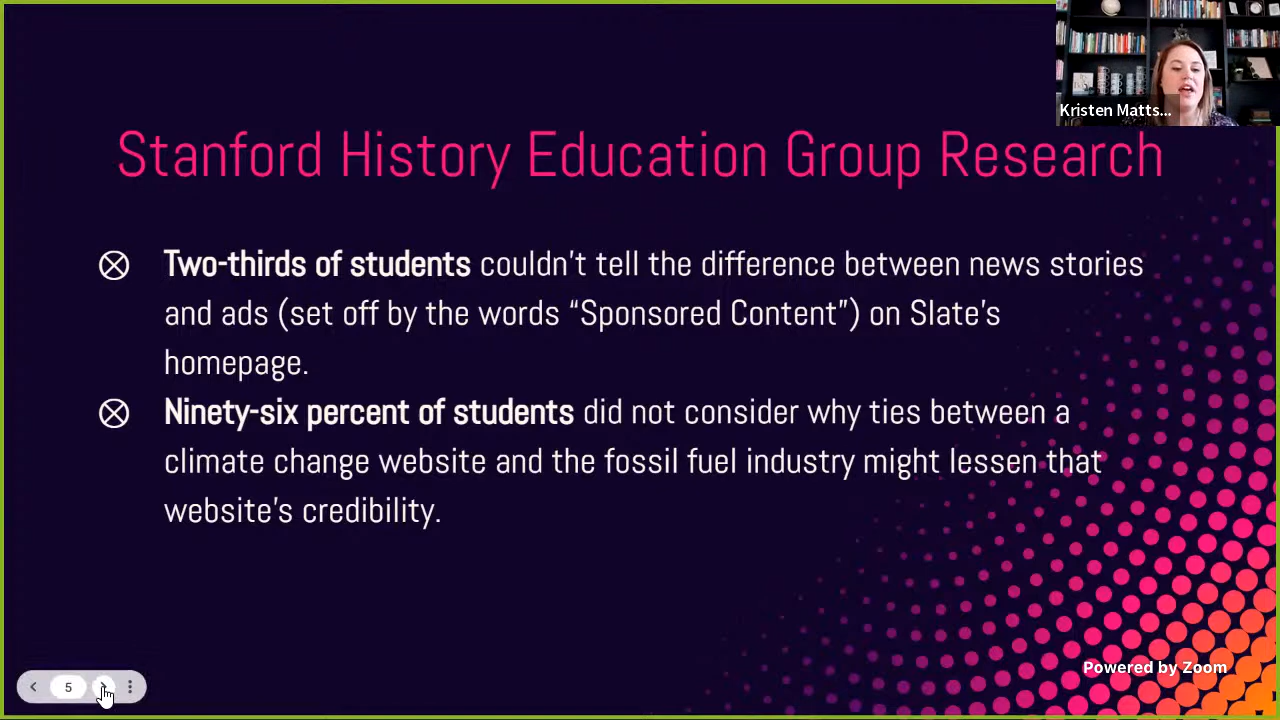 Kristen Matts...
Stanford History Education Group Research
Two-thirds of students couldn't tell the difference between news stories
and ads (set off by the words “Sponsored Content”) on Slate's
homepage.
Ninety-six percent of students did not consider why ties between a
climate change website and the fossil fuel industry might lessen that
website's credibility.
Powered by Zoom
5